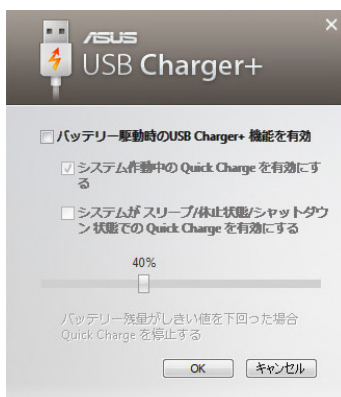 ASUS
USB Charger+
バッテリー駆動時のUSB Charger+ 機能を有効
システム作動中の Quick Charge を有効にす
る
システムが スリープ/休止状態/シャットダウ
ン 状態での Quick Charge を有効にする
40%
バッテリー残量がしきい値を下回った場合
Quick Charge を停止する
OK キャンセル